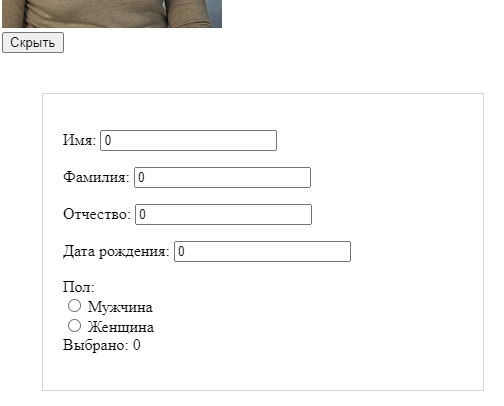 Скрыть
Имя: 0
Фамилия: 0
Отчество: 0
Дата рождения: 0
Пол:
Мужчина
Женщина
Выбрано: 0